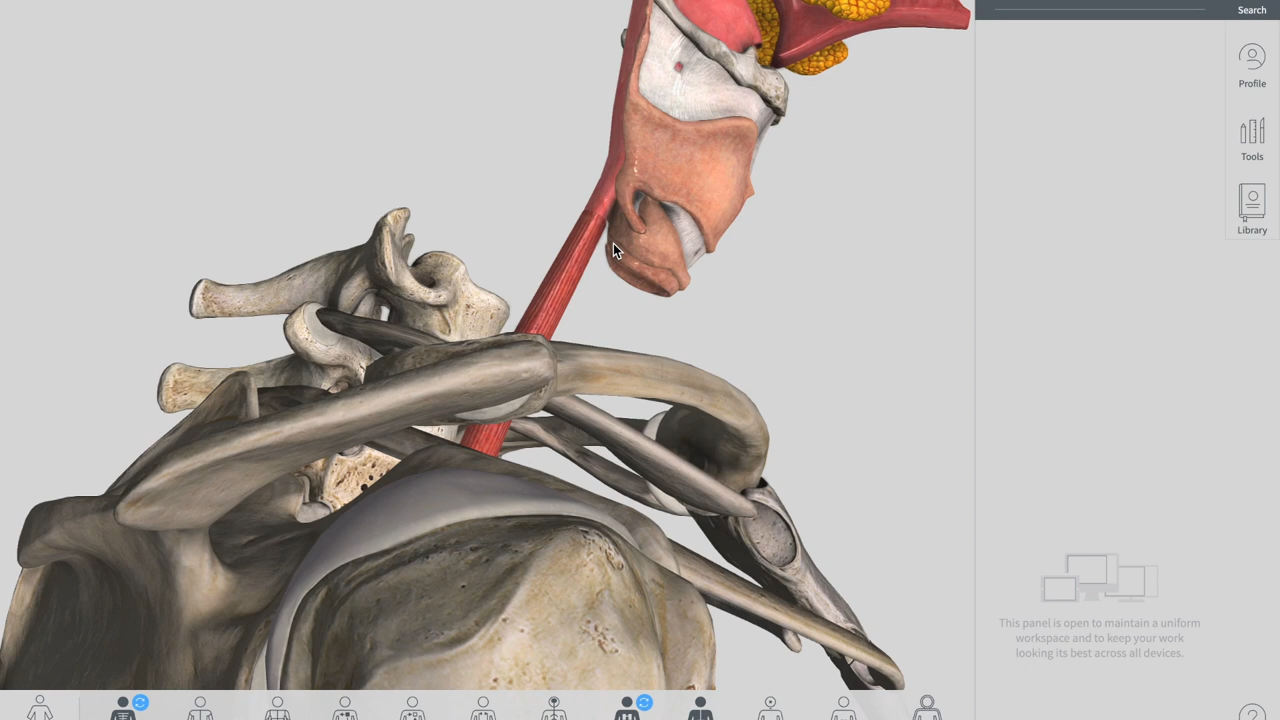 Search
Profile
Tools
Library
This panel is open to maintain a uniform
workspace and to keep your work
looking its best across all devices.